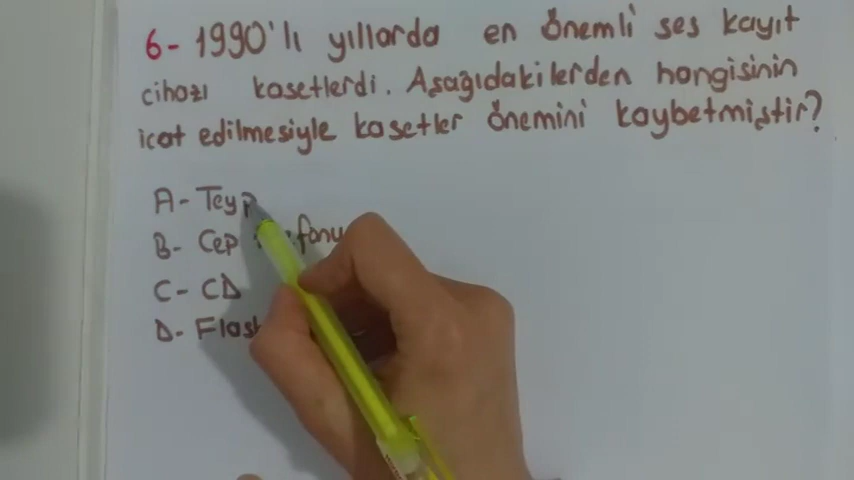 6- 1990'lı yıllarda en önemli ses kayıt
cihazı kasetlerdi. Aşağıdakilerden hangisinin
icat edilmesiyle kasetler önemini kaybetmiştir?
A- Teyp
B- Cep
C- CD
D-